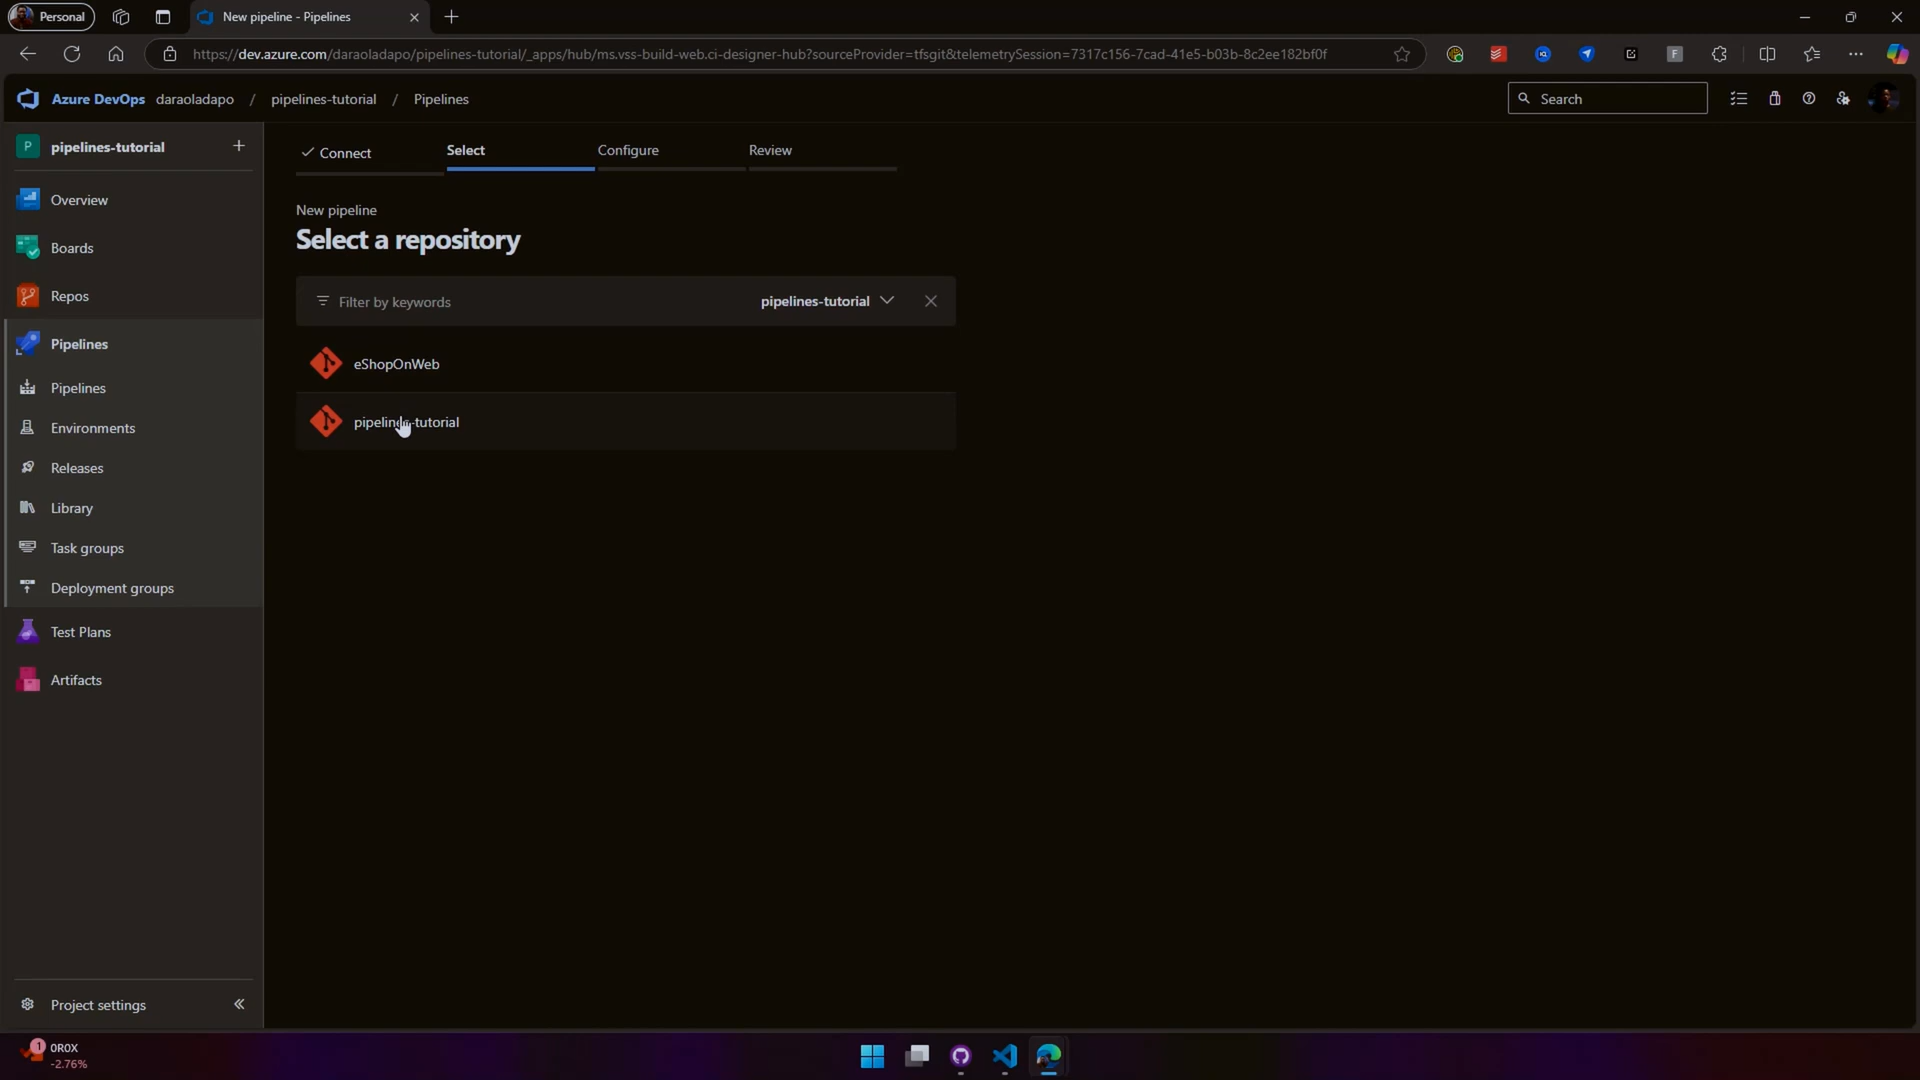 Personal
New pipeline - Pipelines
https://dev.azure.com/daraoladapo/pipelines-tutorial/_apps/hub/ms.vss-build-web.ci-designer-hub?sourceProvider=tfsgit&telemetrySession=7317c156-7cad-41e5-b03b-8c2ee182bf0f
F
Azure DevOps daraoladapo / pipelines-tutorial / Pipelines
Search
P pipelines-tutorial
Connect
Select
Configure
Review
Overview
Boards
Repos
Pipelines
Pipelines
Environments
Releases
Library
Task groups
Deployment groups
Test Plans
Artifacts
Project settings
New pipeline
Select a repository
Filter by keywords
pipelines-tutorial
eShopOnWeb
pipelines-tutorial
1
0R0X
-2.76%